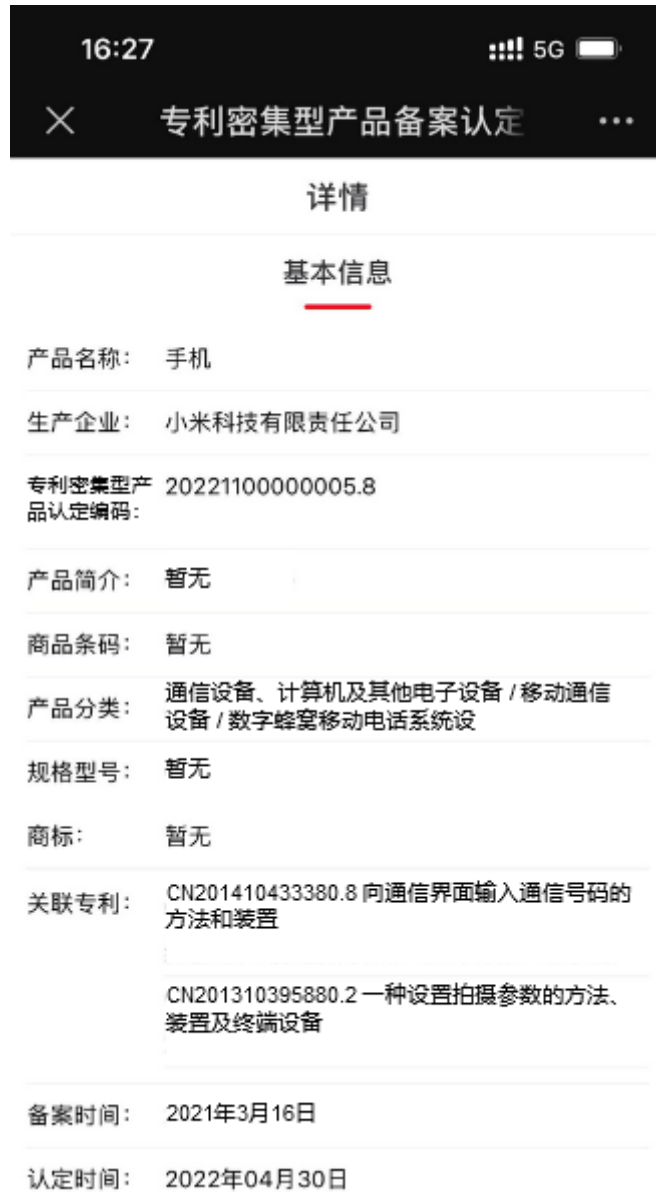 16:27
5G
专利密集型产品备案认定
详情
基本信息
产品名称： 手机
生产企业： 小米科技有限责任公司
专利密集型产 20221100000005.8
品认定编码：
产品简介： 暂无
商品条码： 暂无
通信设备、计算机及其他电子设备 / 移动通信
产品分类：
设备 / 数字蜂窝移动电话系统设
规格型号： 暂无
商标： 暂无
关联专利： CN201410433380.8 向通信界面输入通信号码的
方法和装置
CN201310395880.2 一种设置拍摄参数的方法、
装置及终端设备
备案时间： 2021年3月16日
认定时间： 2022年04月30日